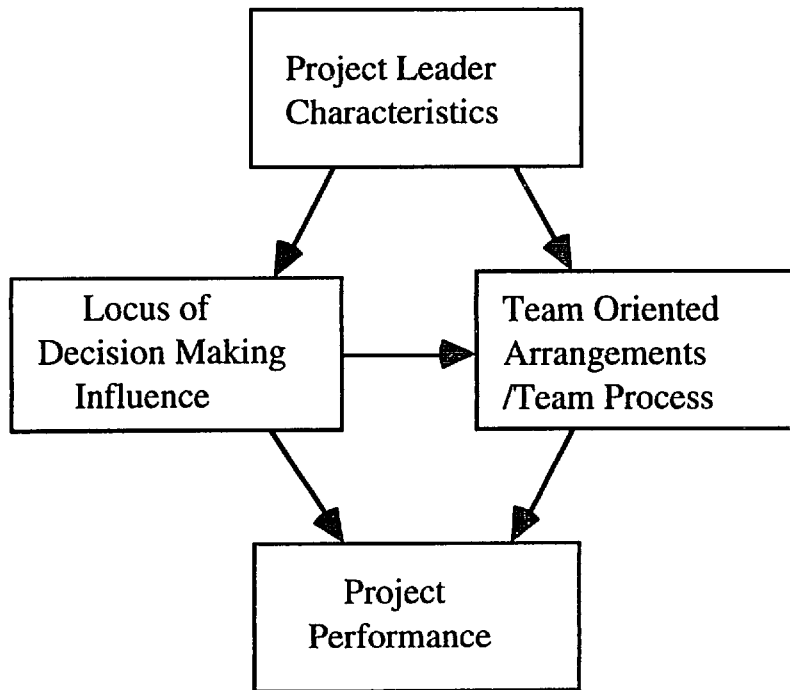 Project Leader
Characteristics
Locus of
Decision Making
Influence
Team Oriented
Arrangements
/Team Process
Project
Performance